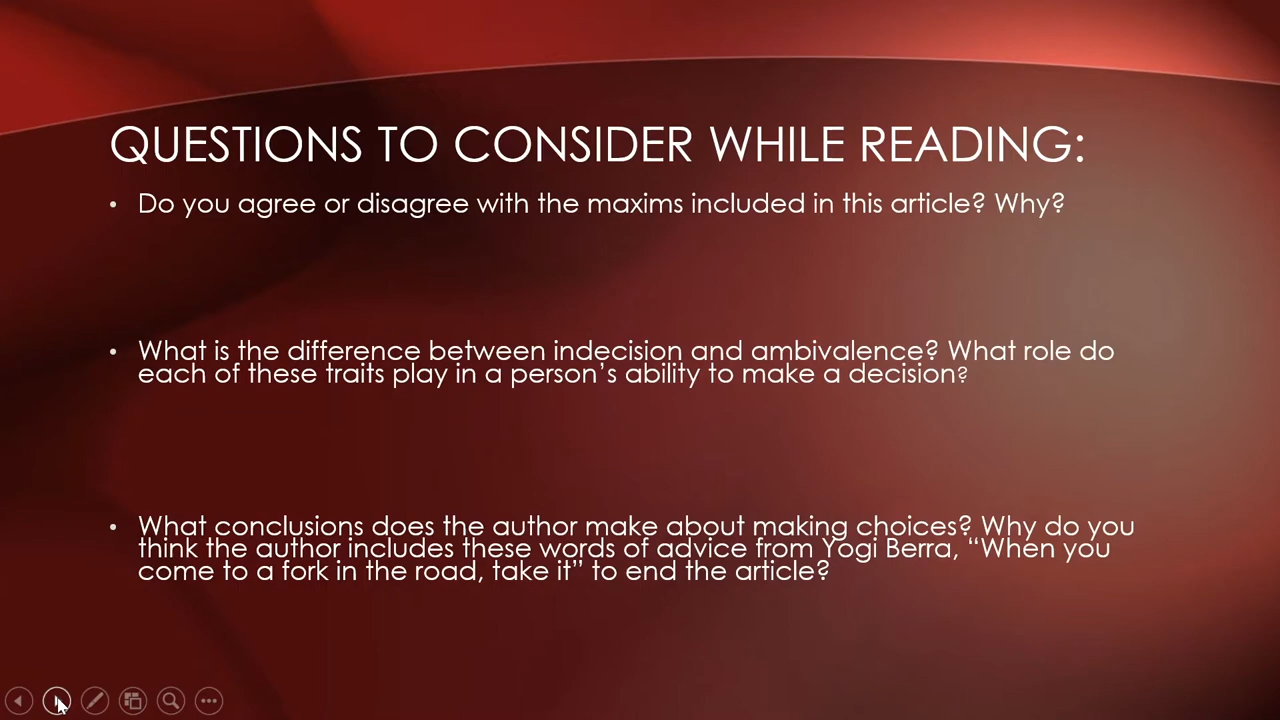 QUESTIONS TO CONSIDER WHILE READING:
• Do you agree or disagree with the maxims included in this article? Why?
• What is the difference between indecision and ambivalence? What role do
each of these traits play in a person’s ability to make a decision?
• What conclusions does the author make about making choices? Why do you
think the author includes these words of advice from Yogi Berra, “When you
come to a fork in the road, take it” to end the article?